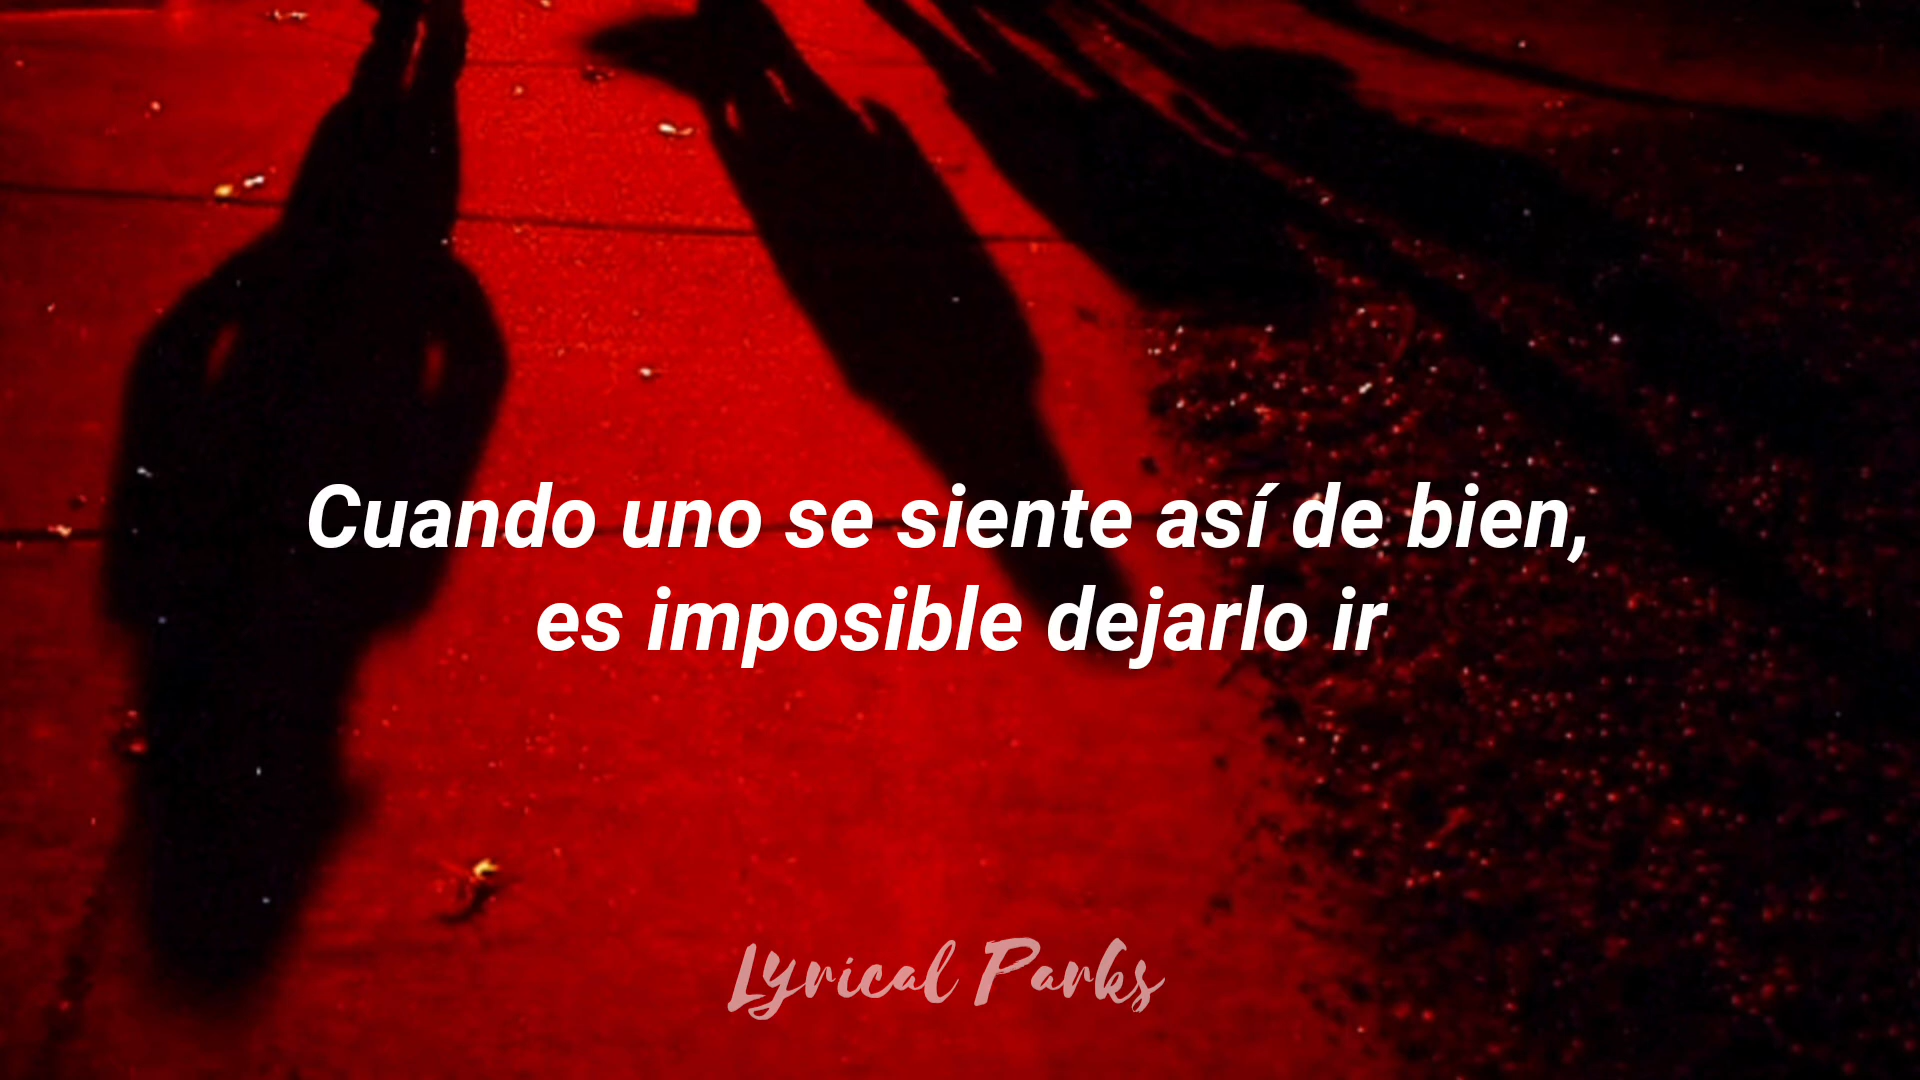 Cuando uno se siente así de bien,
es imposible dejarlo ir
Lyrical Parks